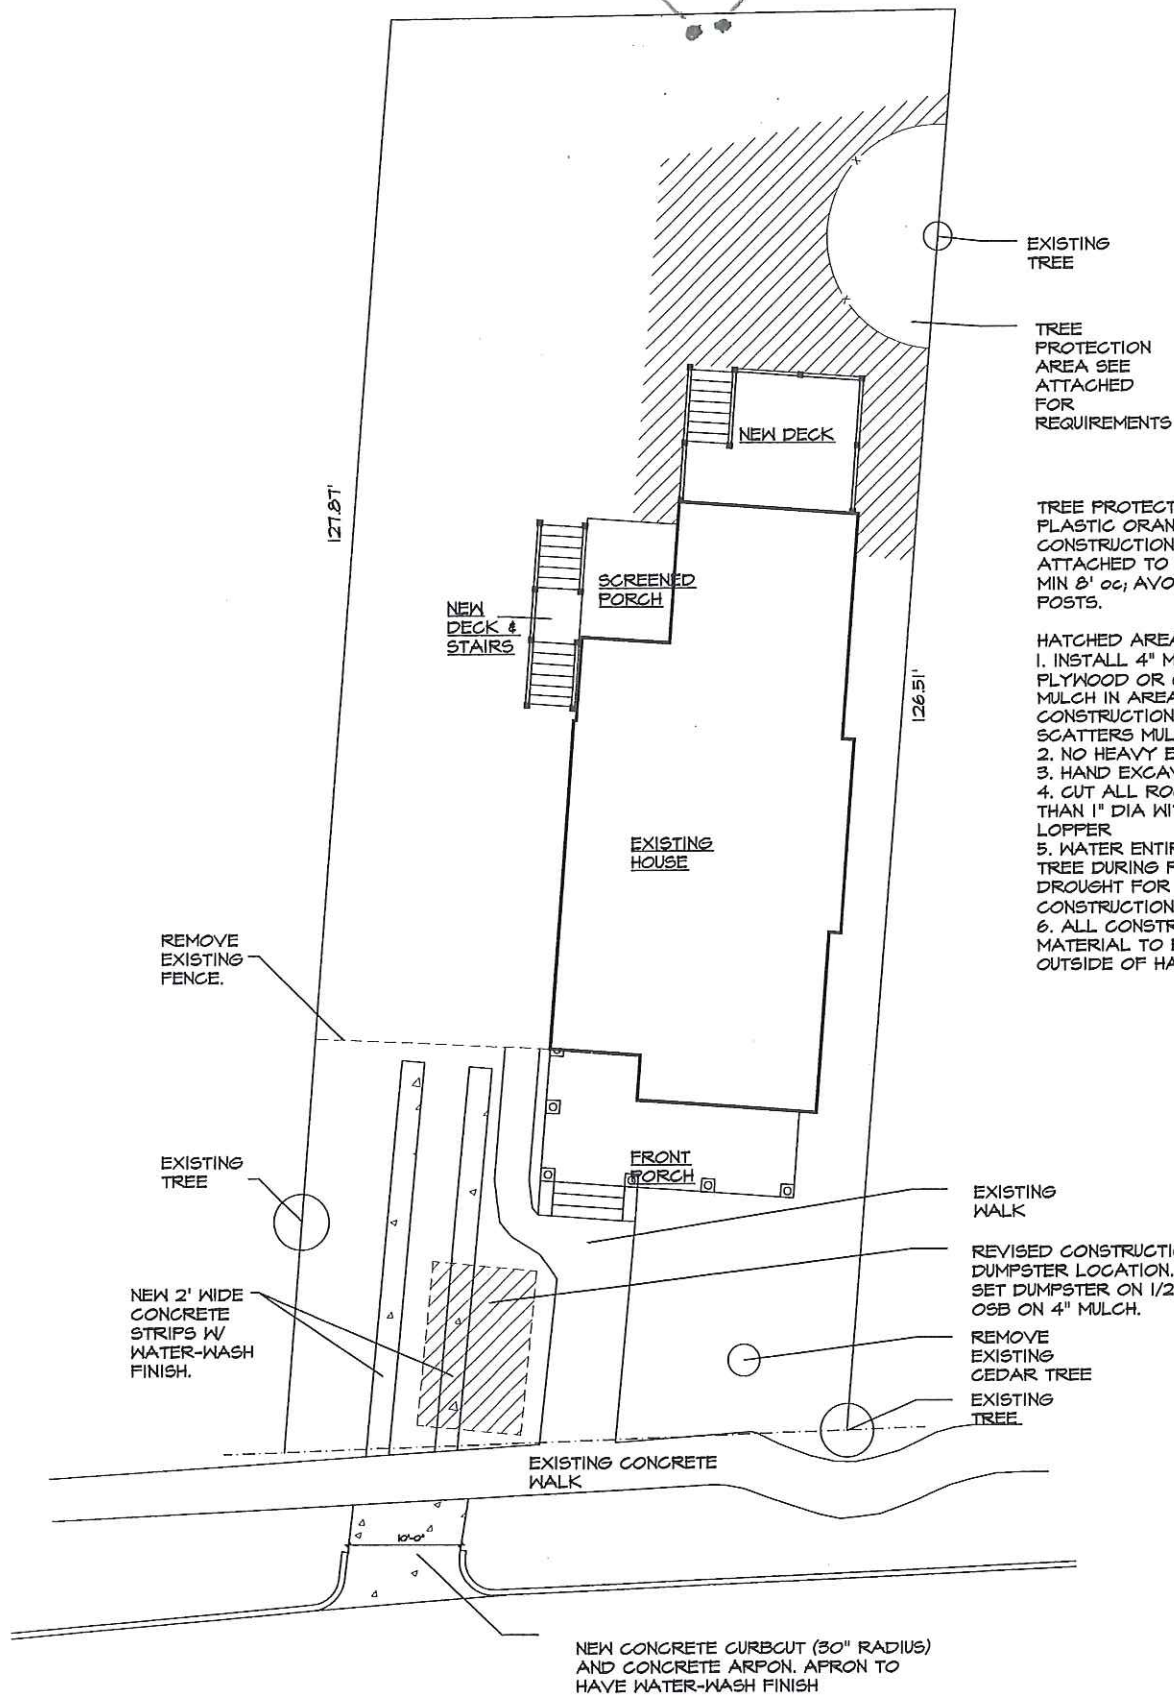 EXISTING
TREE
TREE
PROTECTION
AREA SEE
ATTACHED
FOR
REQUIREMENTS
NEW DECK
127.87'
SCREENED
PORCH
NEW
DECK &
STAIRS
126.51'
TREE PROTECT
PLASTIC ORAN
CONSTRUCTION
ATTACHED TO
MIN 8' oc; AVO
POSTS.
HATCHED AREA
1. INSTALL 4" M
PLYWOOD OR
MULCH IN AREA
CONSTRUCTION
SCATTERS MUL
2. NO HEAVY E
3. HAND EXCAV
4. CUT ALL ROO
THAN 1" DIA WI
LOPPER
5. WATER ENTIR
TREE DURING
DROUGHT FOR
CONSTRUCTION
6. ALL CONSTR
MATERIAL TO
OUTSIDE OF HA
EXISTING
HOUSE
REMOVE
EXISTING
FENCE.
EXISTING
TREE
FRONT
PORCH
EXISTING
WALK
REVISED CONSTRUCTI
DUMPSTER LOCATION.
SET DUMPSTER ON 1/2
OSB ON 4" MULCH.
NEW 2' WIDE
CONCRETE
STRIPS W/
WATER-WASH
FINISH.
REMOVE
EXISTING
CEDAR TREE
EXISTING
TREE
EXISTING CONCRETE
WALK
10'-0"
NEW CONCRETE CURBCUT (30" RADIUS)
AND CONCRETE ARPON. APRON TO
HAVE WATER-WASH FINISH